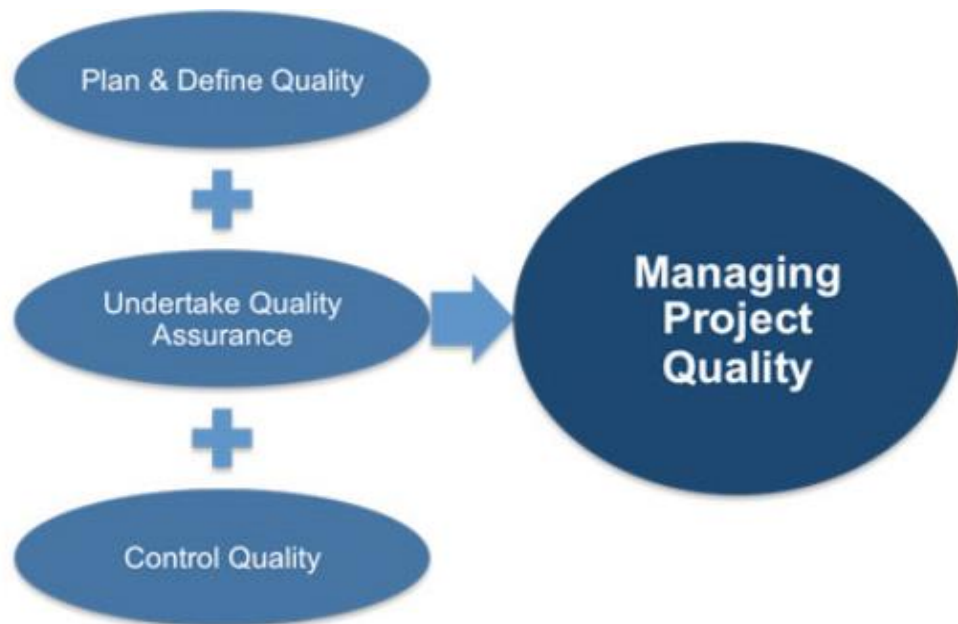 Plan & Define Quality
Undertake Quality
Assurance
Control Quality
Managing
Project
Quality